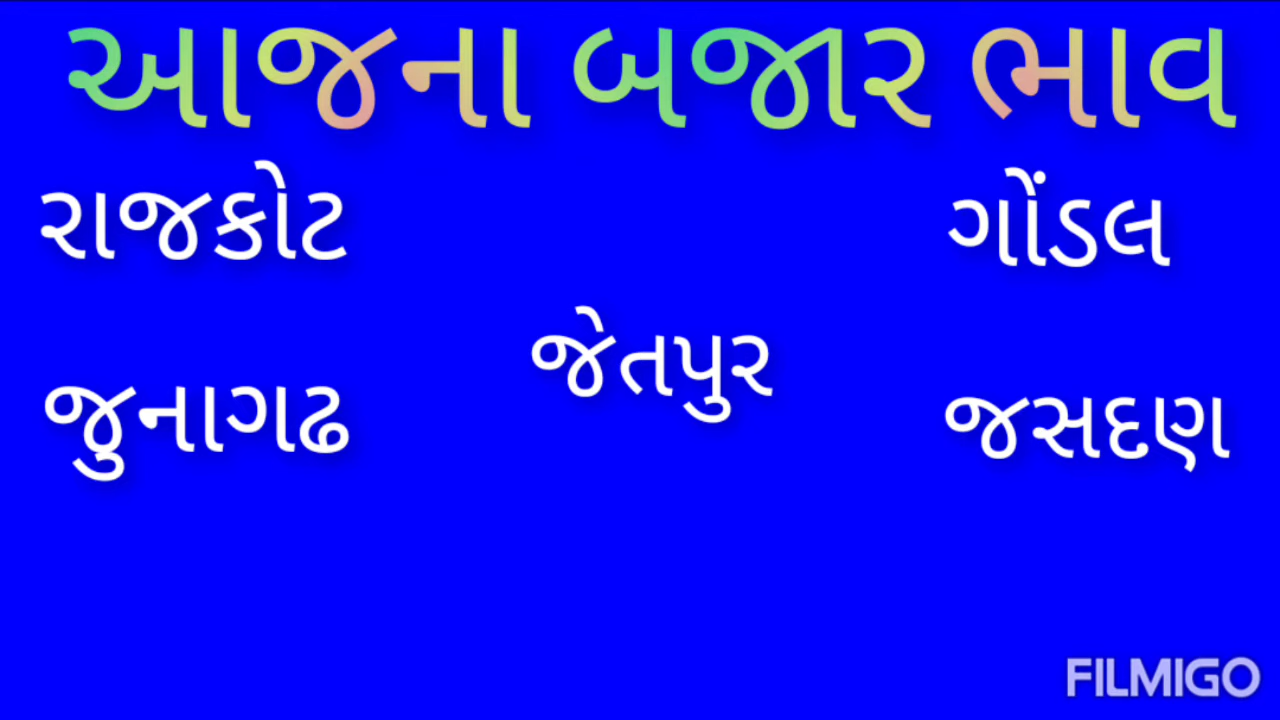 આજના બજાર ભાવ
રાજકોટ
ગોંડલ
જેતપુર
જુનાગઢ
જસદણ
FILMIGO